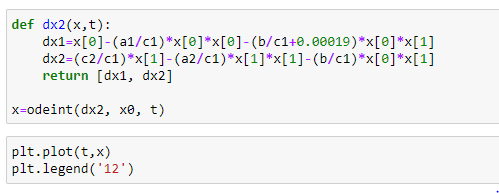 def dx2(x,t):
dx1=x[0]-(a1/c1)*x[0]*x[0]-(b/c1+0.00019)*x[0]*x[1]
dx2=(c2/c1)*x[1]-(a2/c1)*x[1]*x[1]-(b/c1)*x[0]*x[1]
return [dx1, dx2]
x=odeint(dx2, x0, t)
plt.plot(t,x)
plt.legend('12')